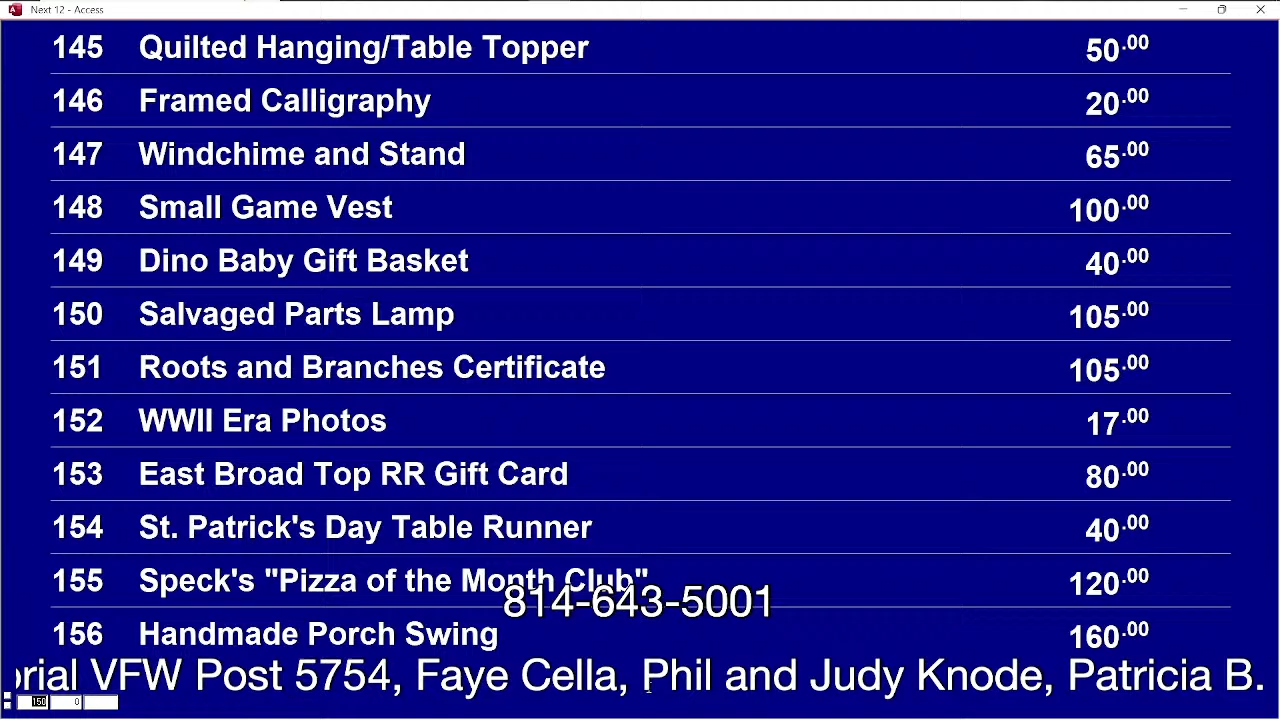 Next 12 - Access
145 Quilted Hanging/Table Topper 50.00
146 Framed Calligraphy 20.00
147 Windchime and Stand 65.00
148 Small Game Vest 100.00
149 Dino Baby Gift Basket 40.00
150 Salvaged Parts Lamp 105.00
151 Roots and Branches Certificate 105.00
152 WWII Era Photos 17.00
153 East Broad Top RR Gift Card 80.00
154 St. Patrick's Day Table Runner 40.00
155 Speck's "Pizza of the Month Club" 120.00
814-643-5001
156 Handmade Porch Swing 160.00
orial VFW Post 5754, Faye Cella, Phil and Judy Knode, Patricia B.
150 0